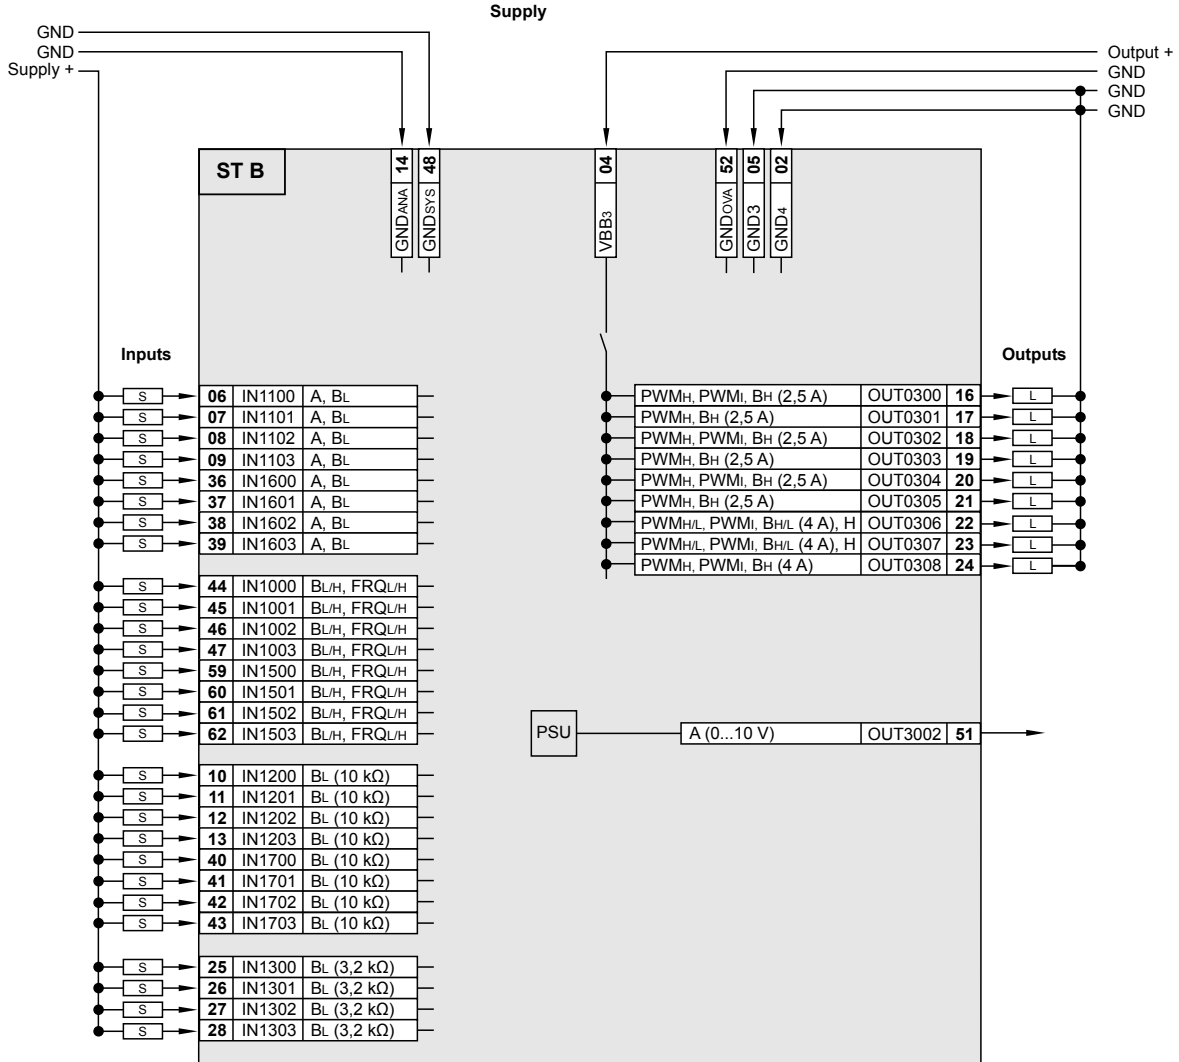 Supply
GND
GND
Supply +
Output +
GND
GND
GND
ST B
14 GNDANA
48 GNDSYS
04 VBB3
52 GNDOVA
05 GND3
02 GND4
Inputs
Outputs
S 06 IN1100 A, BL
S 07 IN1101 A, BL
S 08 IN1102 A, BL
S 09 IN1103 A, BL
S 36 IN1600 A, BL
S 37 IN1601 A, BL
S 38 IN1602 A, BL
S 39 IN1603 A, BL
PWMH, PWMI, BH (2,5 A) OUT0300 16 L
PWMH, BH (2,5 A) OUT0301 17 L
PWMH, PWMI, BH (2,5 A) OUT0302 18 L
PWMH, BH (2,5 A) OUT0303 19 L
PWMH, PWMI, BH (2,5 A) OUT0304 20 L
PWMH, BH (2,5 A) OUT0305 21 L
PWMH/L, PWMI, BH/L (4 A), H OUT0306 22 L
PWMH/L, PWMI, BH/L (4 A), H OUT0307 23 L
PWMH, PWMI, BH (4 A) OUT0308 24 L
S 44 IN1000 BL/H, FRQL/H
S 45 IN1001 BL/H, FRQL/H
S 46 IN1002 BL/H, FRQL/H
S 47 IN1003 BL/H, FRQL/H
S 59 IN1500 BL/H, FRQL/H
S 60 IN1501 BL/H, FRQL/H
S 61 IN1502 BL/H, FRQL/H
S 62 IN1503 BL/H, FRQL/H
PSU A (0...10 V) OUT3002 51
S 10 IN1200 BL (10 kΩ)
S 11 IN1201 BL (10 kΩ)
S 12 IN1202 BL (10 kΩ)
S 13 IN1203 BL (10 kΩ)
S 40 IN1700 BL (10 kΩ)
S 41 IN1701 BL (10 kΩ)
S 42 IN1702 BL (10 kΩ)
S 43 IN1703 BL (10 kΩ)
S 25 IN1300 BL (3,2 kΩ)
S 26 IN1301 BL (3,2 kΩ)
S 27 IN1302 BL (3,2 kΩ)
S 28 IN1303 BL (3,2 kΩ)